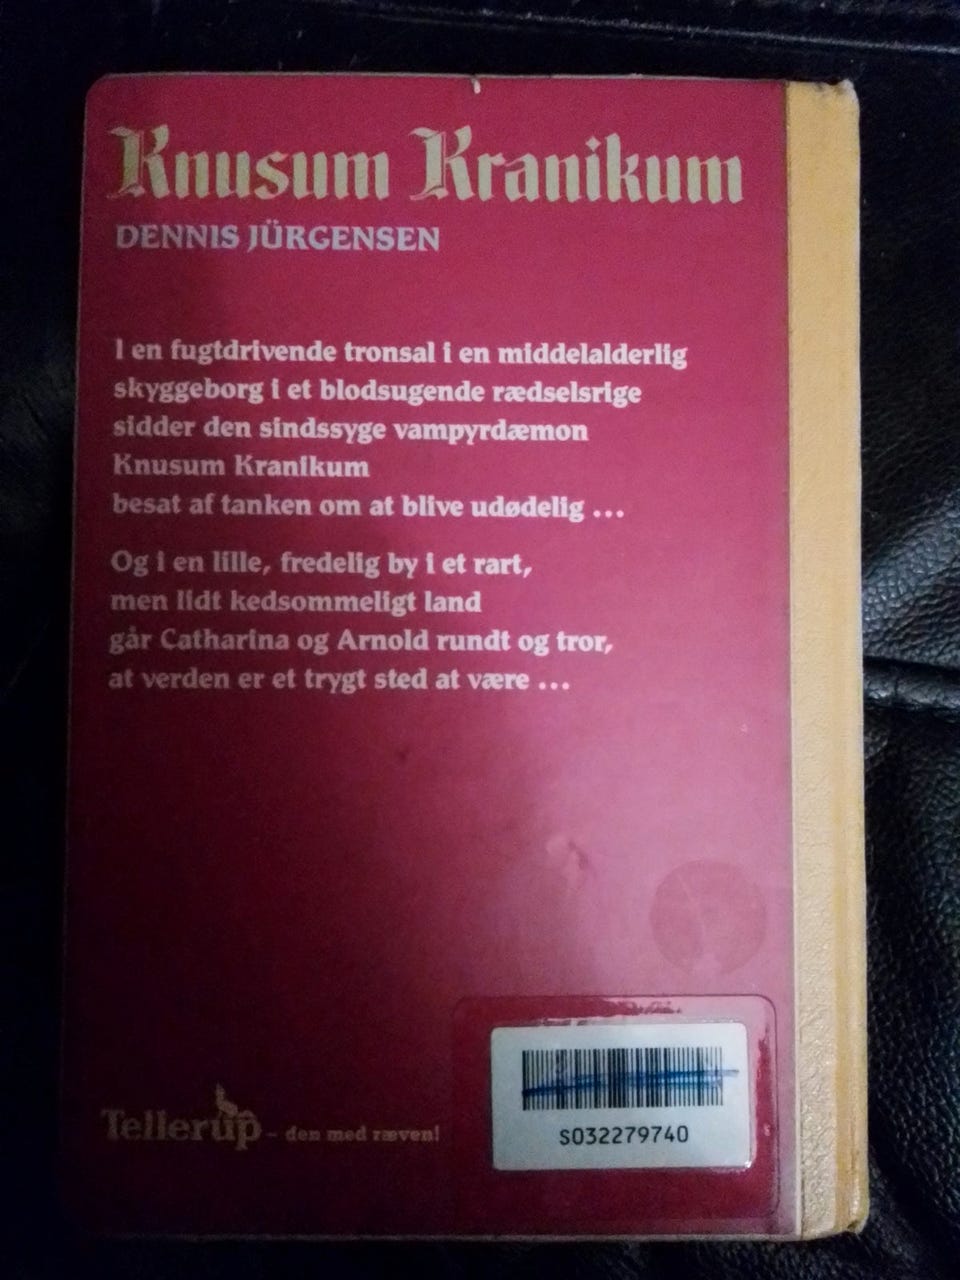 Knusum Kranikum
DENNIS JÜRGENSEN
I en fugtdrivende tronsal i en middelalderlig
skyggeborg i et blodsugende rædselsrige
sidder den sindssyge vampyrdæmon
Knusum Kranikum
besat af tanken om at blive udødelig ...
Og i en lille, fredelig by i et rart,
men lidt kedsommeligt land
går Catharina og Arnold rundt og tror,
at verden er et trygt sted at være ...
Tellerup – den med ræven!
S032279740